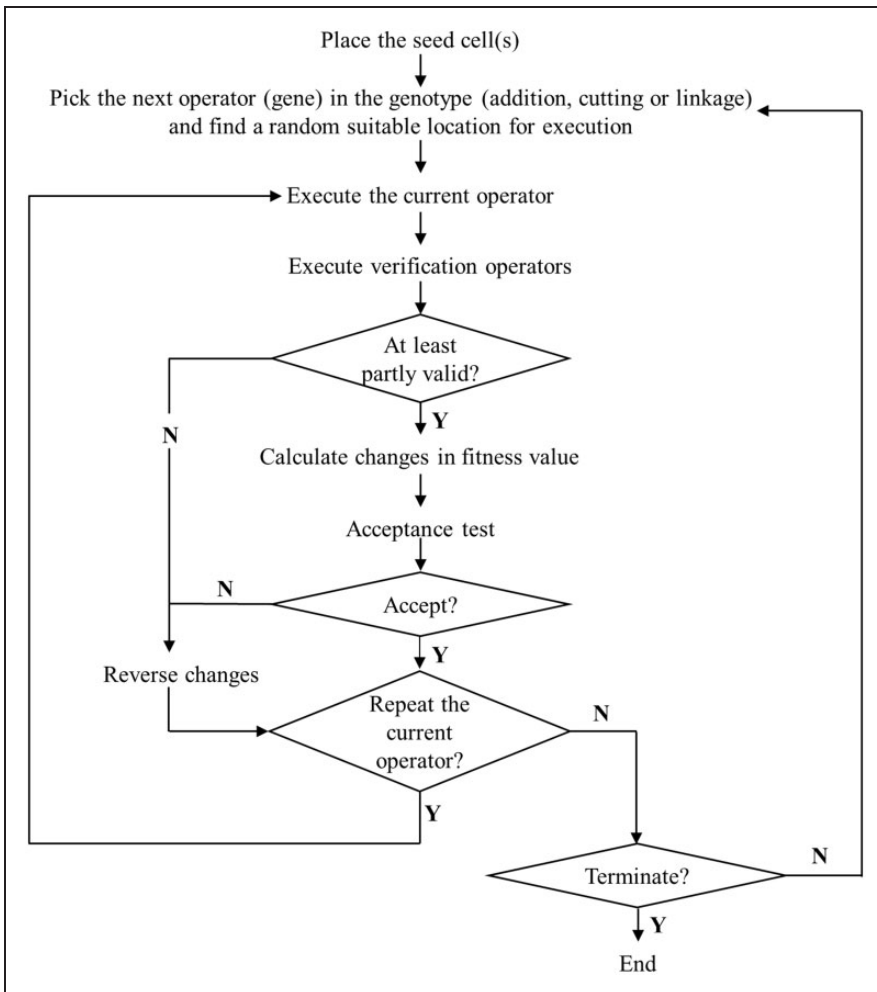 Place the seed cell(s)
Pick the next operator (gene) in the genotype (addition, cutting or linkage)
and find a random suitable location for execution
Execute the current operator
Execute verification operators
At least
partly valid?
Y
N
Calculate changes in fitness value
Acceptance test
N
Accept?
Y
Reverse changes
Repeat the
current
operator?
N
Y
Terminate?
N
Y
End